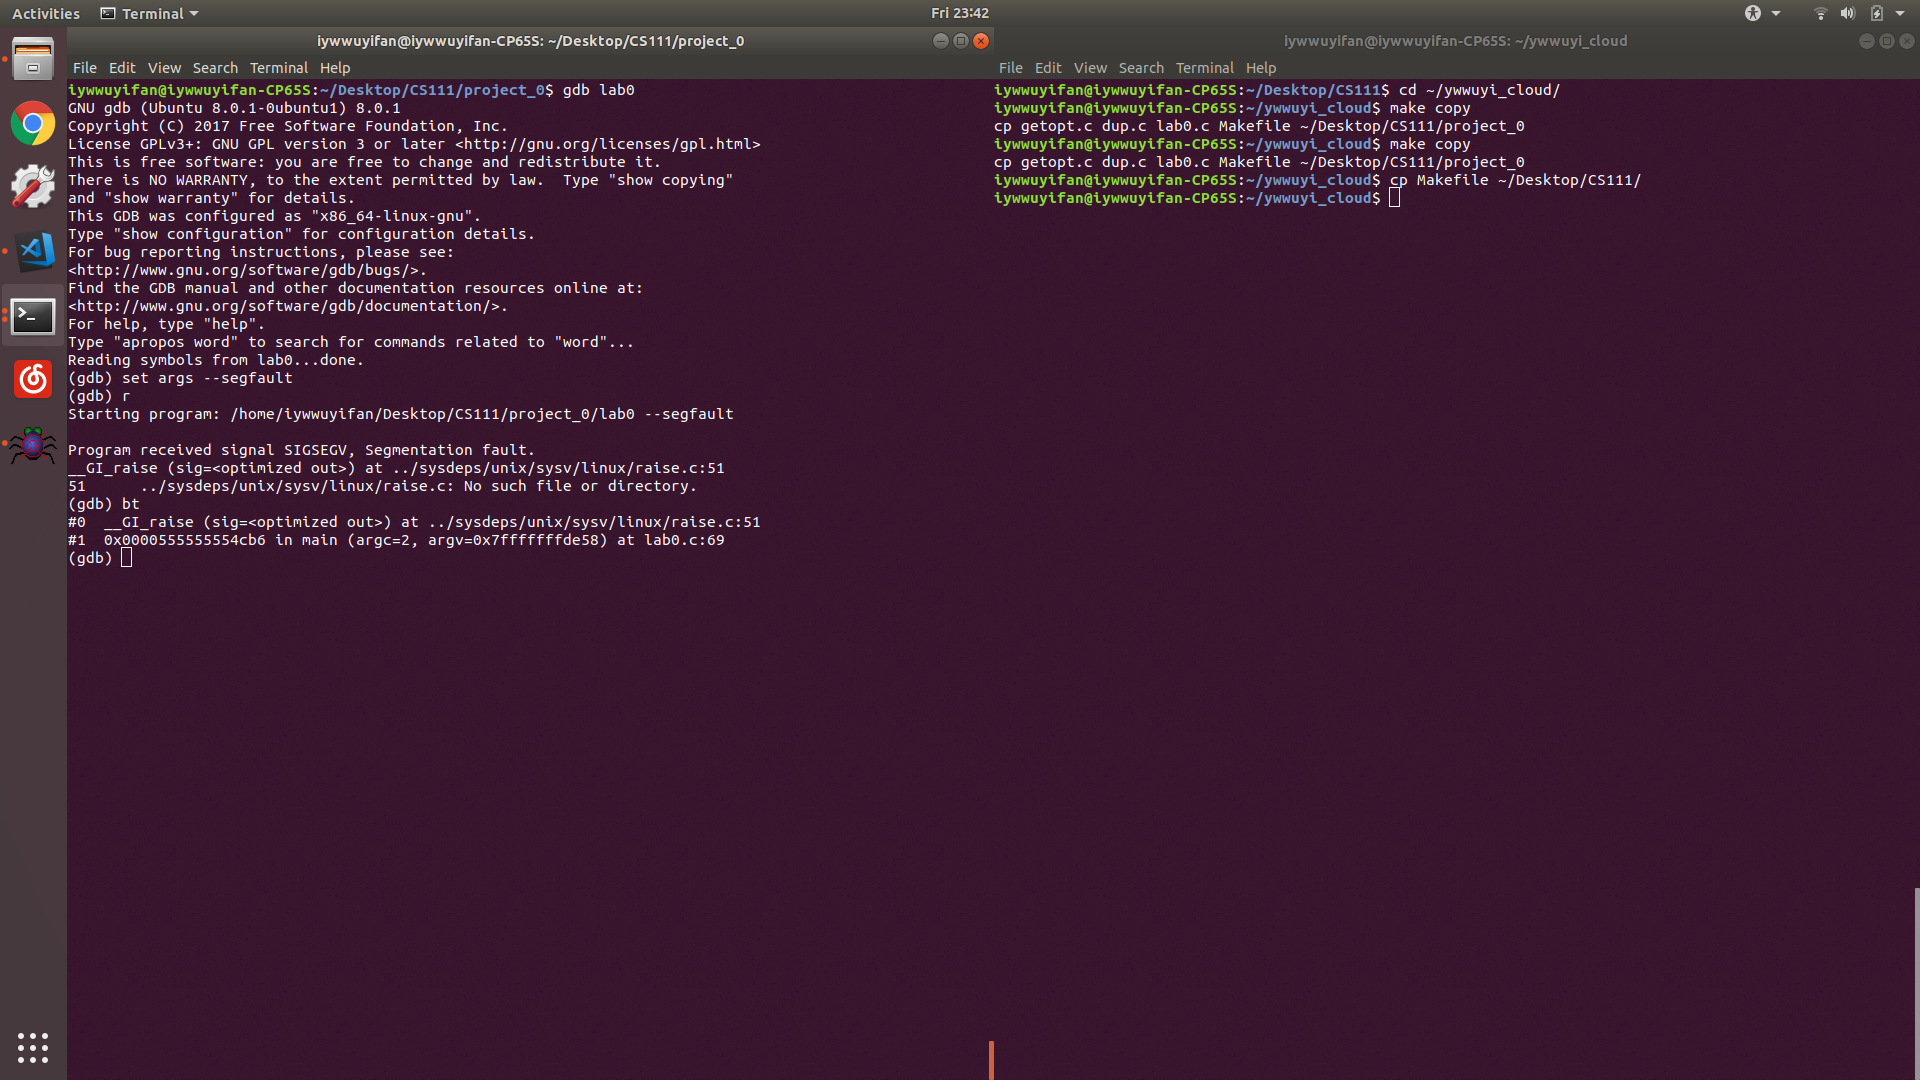 Activities
Terminal
Fri 23:42
iywwuyifan@iywwuyifan-CP65S: ~/Desktop/CS111/project_0
File Edit View Search Terminal Help
iywwuyifan@iywwuyifan-CP65S:~/Desktop/CS111/project_0$ gdb lab0
GNU gdb (Ubuntu 8.0.1-0ubuntu1) 8.0.1
Copyright (C) 2017 Free Software Foundation, Inc.
License GPLv3+: GNU GPL version 3 or later <http://gnu.org/licenses/gpl.html>
This is free software: you are free to change and redistribute it.
There is NO WARRANTY, to the extent permitted by law.  Type "show copying"
and "show warranty" for details.
This GDB was configured as "x86_64-linux-gnu".
Type "show configuration" for configuration details.
For bug reporting instructions, please see:
<http://www.gnu.org/software/gdb/bugs/>.
Find the GDB manual and other documentation resources online at:
<http://www.gnu.org/software/gdb/documentation/>.
For help, type "help".
Type "apropos word" to search for commands related to "word"...
Reading symbols from lab0...done.
(gdb) set args --segfault
(gdb) r
Starting program: /home/iywwuyifan/Desktop/CS111/project_0/lab0 --segfault
Program received signal SIGSEGV, Segmentation fault.
__GI_raise (sig=<optimized out>) at ../sysdeps/unix/sysv/linux/raise.c:51
51      ../sysdeps/unix/sysv/linux/raise.c: No such file or directory.
(gdb) bt
#0  __GI_raise (sig=<optimized out>) at ../sysdeps/unix/sysv/linux/raise.c:51
#1  0x0000555555554cb6 in main (argc=2, argv=0x7fffffffde58) at lab0.c:69
(gdb)
iywwuyifan@iywwuyifan-CP65S: ~/ywwuyi_cloud
File Edit View Search Terminal Help
iywwuyifan@iywwuyifan-CP65S:~/Desktop/CS111$ cd ~/ywwuyi_cloud/
iywwuyifan@iywwuyifan-CP65S:~/ywwuyi_cloud$ make copy
cp getopt.c dup.c lab0.c Makefile ~/Desktop/CS111/project_0
iywwuyifan@iywwuyifan-CP65S:~/ywwuyi_cloud$ make copy
cp getopt.c dup.c lab0.c Makefile ~/Desktop/CS111/project_0
iywwuyifan@iywwuyifan-CP65S:~/ywwuyi_cloud$ cp Makefile ~/Desktop/CS111/
iywwuyifan@iywwuyifan-CP65S:~/ywwuyi_cloud$